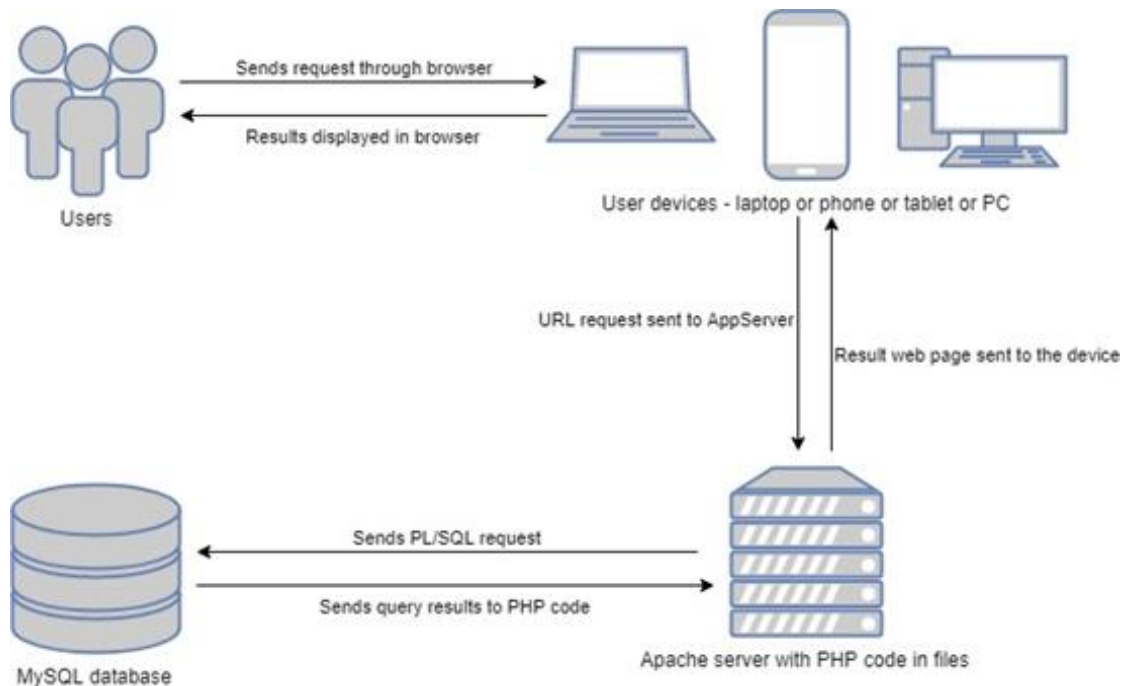 Sends request through browser
Results displayed in browser
Users
User devices - laptop or phone or tablet or PC
URL request sent to AppServer
Result web page sent to the device
Sends PL/SQL request
Sends query results to PHP code
MySQL database
Apache server with PHP code in files